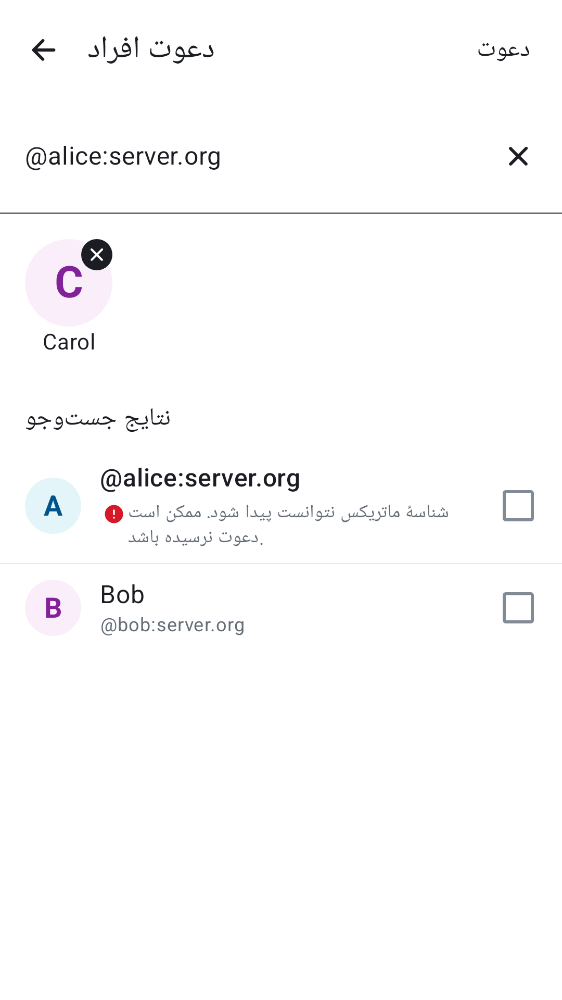 دعوت افراد
دعوت
@alice:server.org
C
Carol
نتایج جست‌وجو
A
@alice:server.org
شناسهٔ ماتریکس نتوانست پیدا شود. ممکن است
دعوت نرسیده باشد.
B
Bob
@bob:server.org